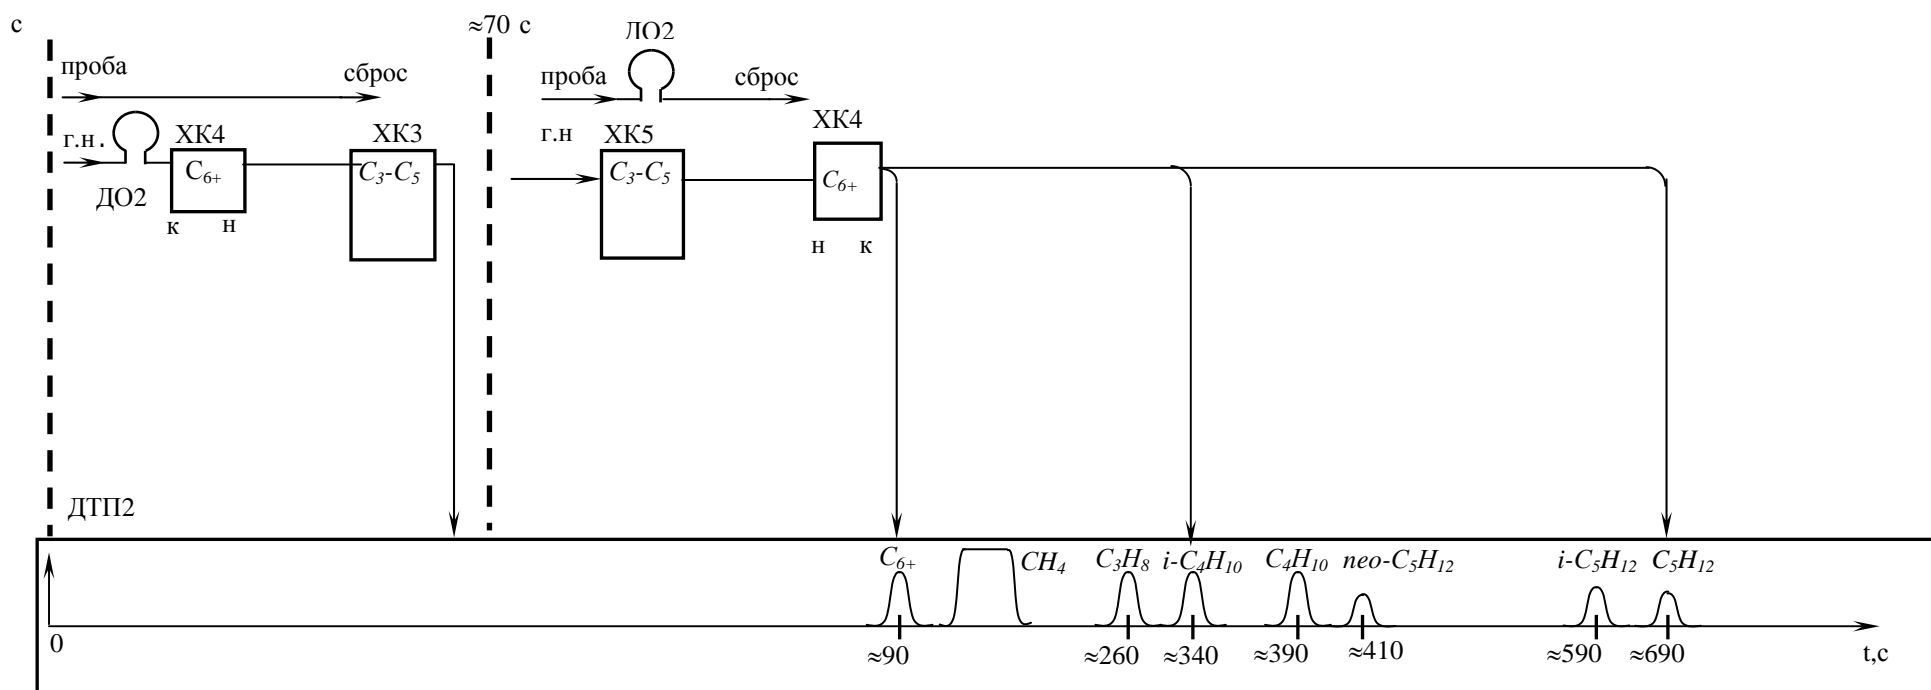 с
≈70 с
ДО2
проба
сброс
проба
сброс
г.н.
ХК4
ХК3
г.н
ХК5
ХК4
C6+
C3-C5
C3-C5
C6+
ДО2
к
н
н
к
ДТП2
C6+
CH4
C3H8
i-C4H10
C4H10
neo-C5H12
i-C5H12
C5H12
0
≈90
≈260
≈340
≈390
≈410
≈590
≈690
t,c